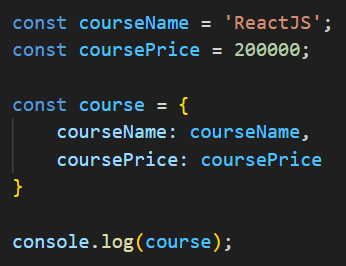 const courseName = 'ReactJS';
const coursePrice = 200000;
const course = {
    courseName: courseName,
    coursePrice: coursePrice
}
console.log(course);